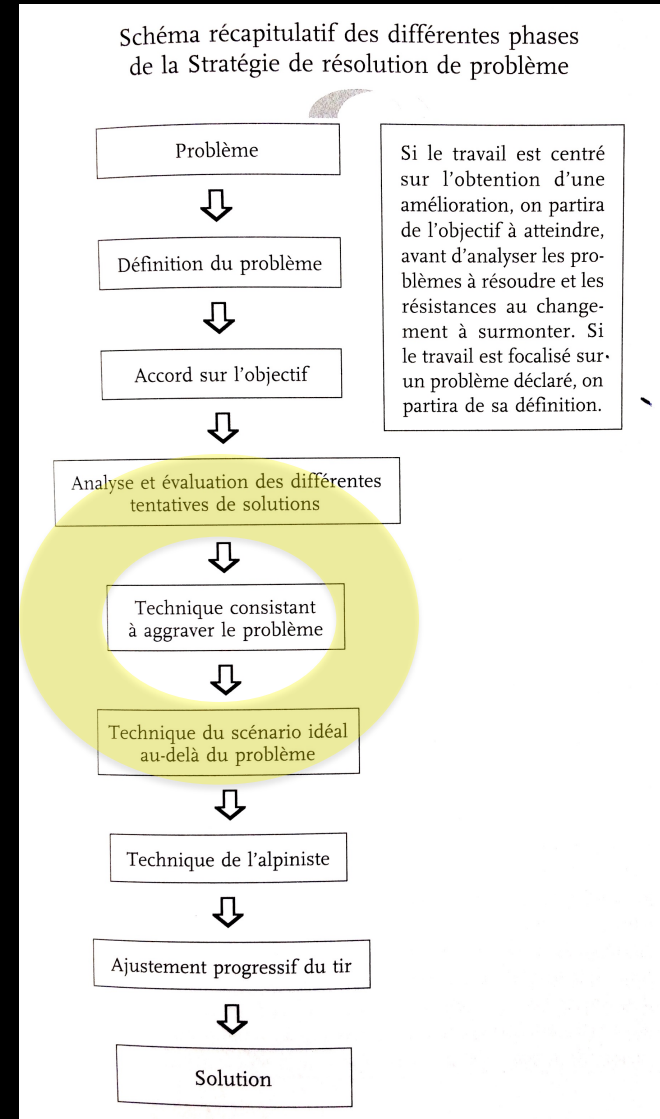 Schéma récapitulatif des différentes phases
de la Stratégie de résolution de problème
Problème
Si le travail est centré
sur l'obtention d'une
amélioration, on partira
de l'objectif à atteindre,
avant d'analyser les pro-
blèmes à résoudre et les
résistances au change-
ment à surmonter. Si
le travail est focalisé sur
un problème déclaré, on
partira de sa définition.
Définition du problème
Accord sur l'objectif
Analyse et évaluation des différentes
tentatives de solutions
Technique consistant
à aggraver le problème
Technique du scénario idéal
au-delà du problème
Technique de l'alpiniste
Ajustement progressif du tir
Solution